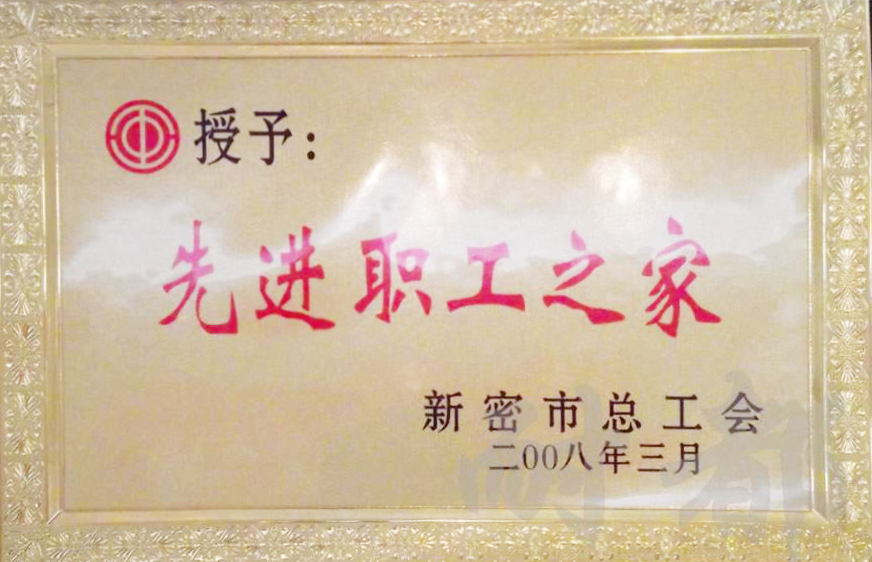 授予：
先进职工之家
新密市总工会
二00八年三月